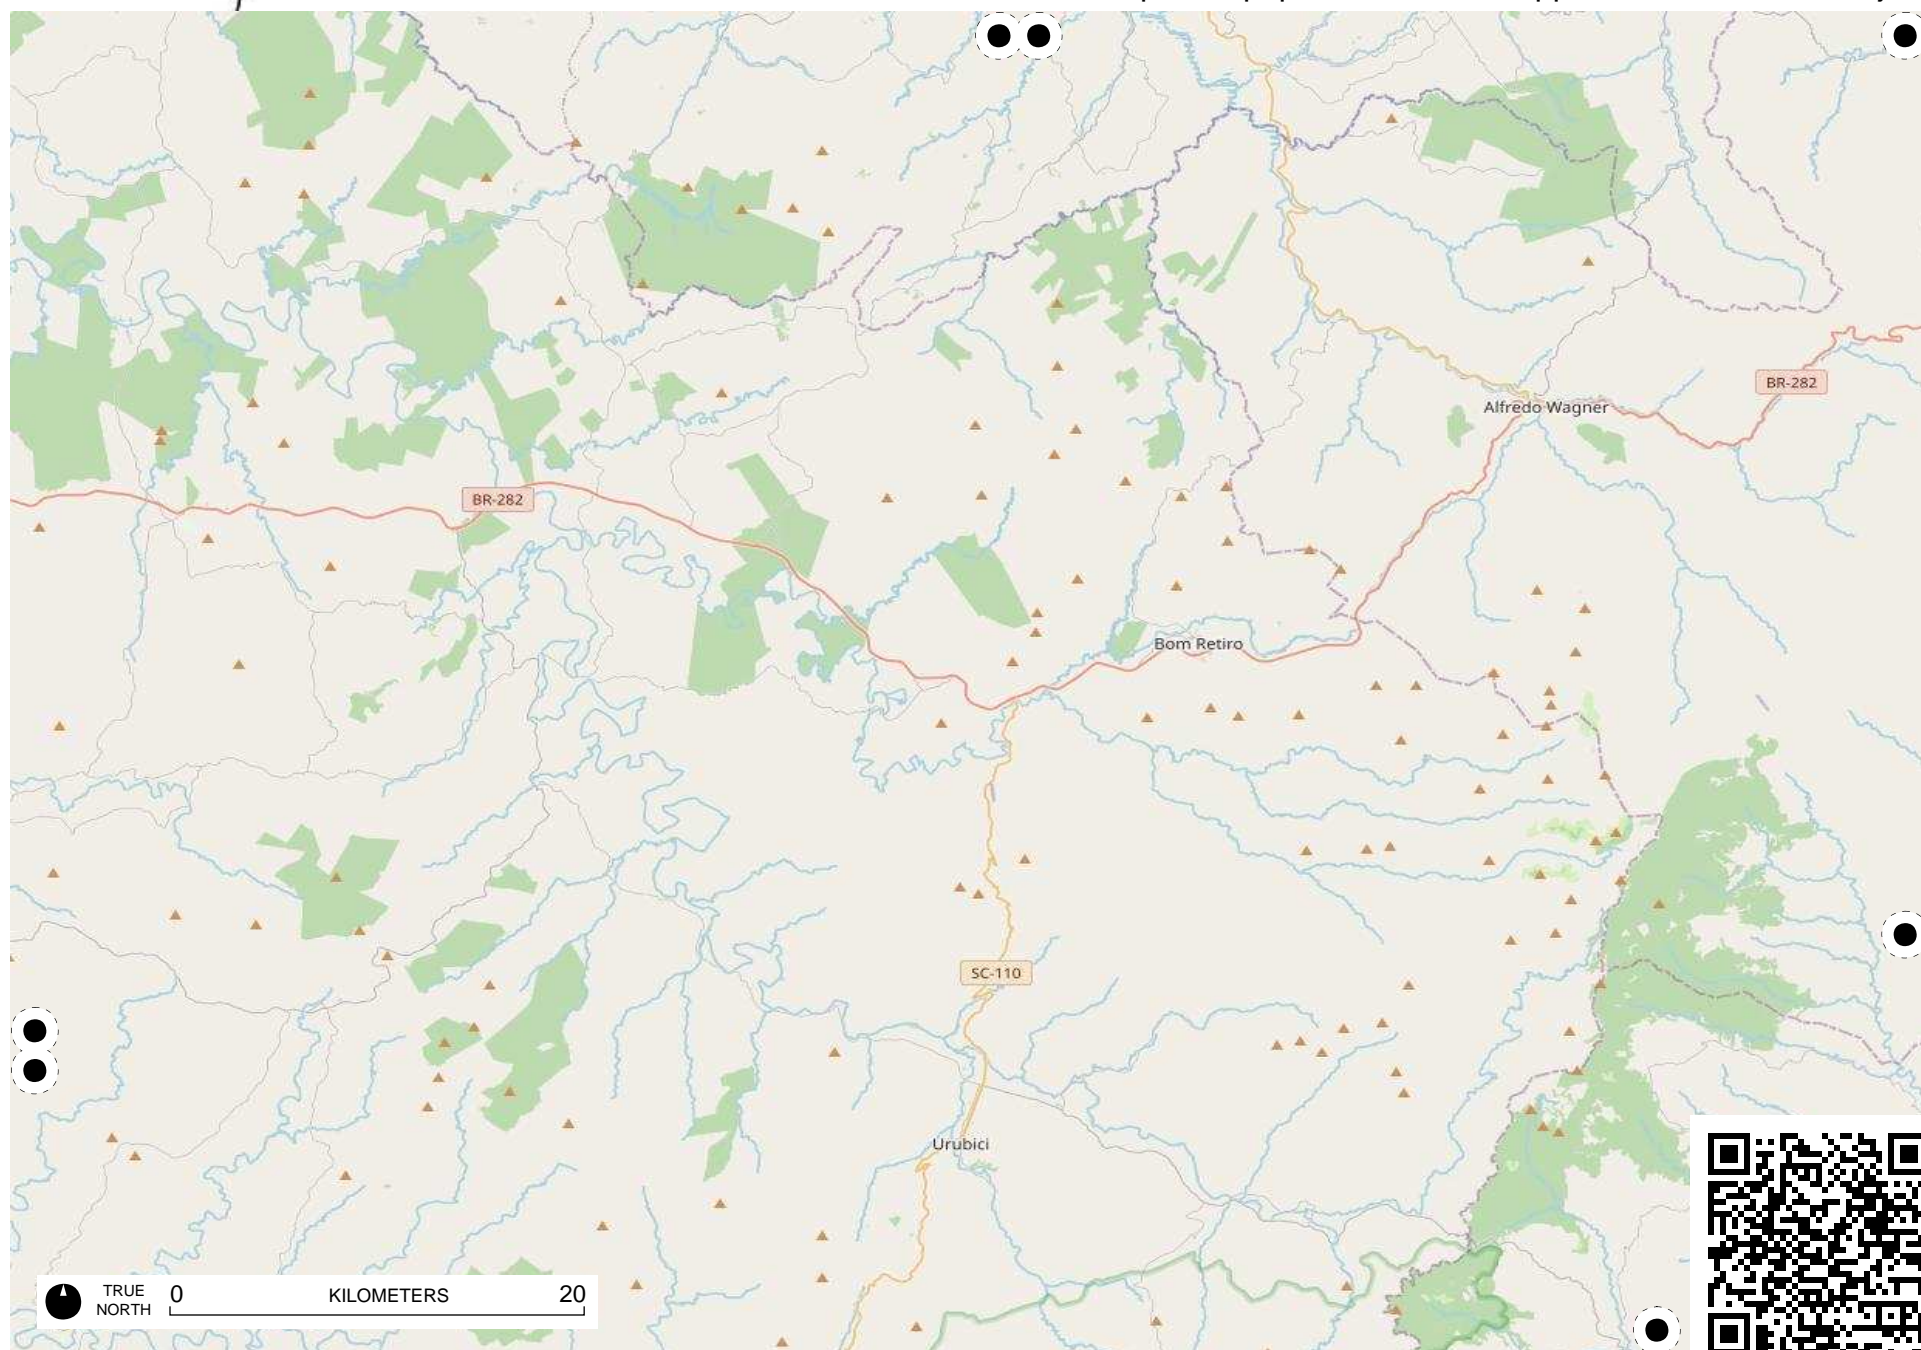 BR-282
Alfredo Wagner
BR-282
Bom Retiro
SC-110
Urubici
TRUE
NORTH
0 KILOMETERS 20